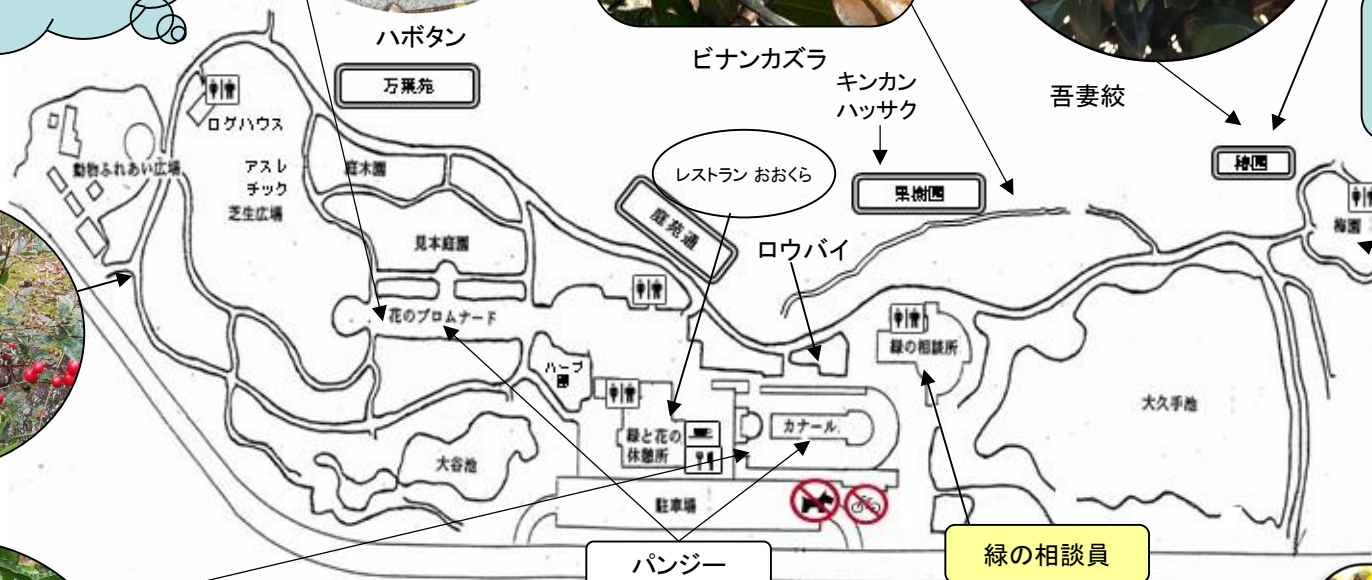 ハボタン
ビナンカズラ
キンカン
ハッサク
吾妻絞
万葉苑
ログハウス
動物ふれあい広場
アスレ
チック
芝生広場
庭木園
見本庭園
花のプロムナード
レストラン おおくら
庭苑通
果樹園
ロウバイ
椿園
梅園
ハーブ
園
緑と花の
休憩所
カナール
緑の相談所
大久手池
大谷池
駐車場
パンジー
緑の相談員